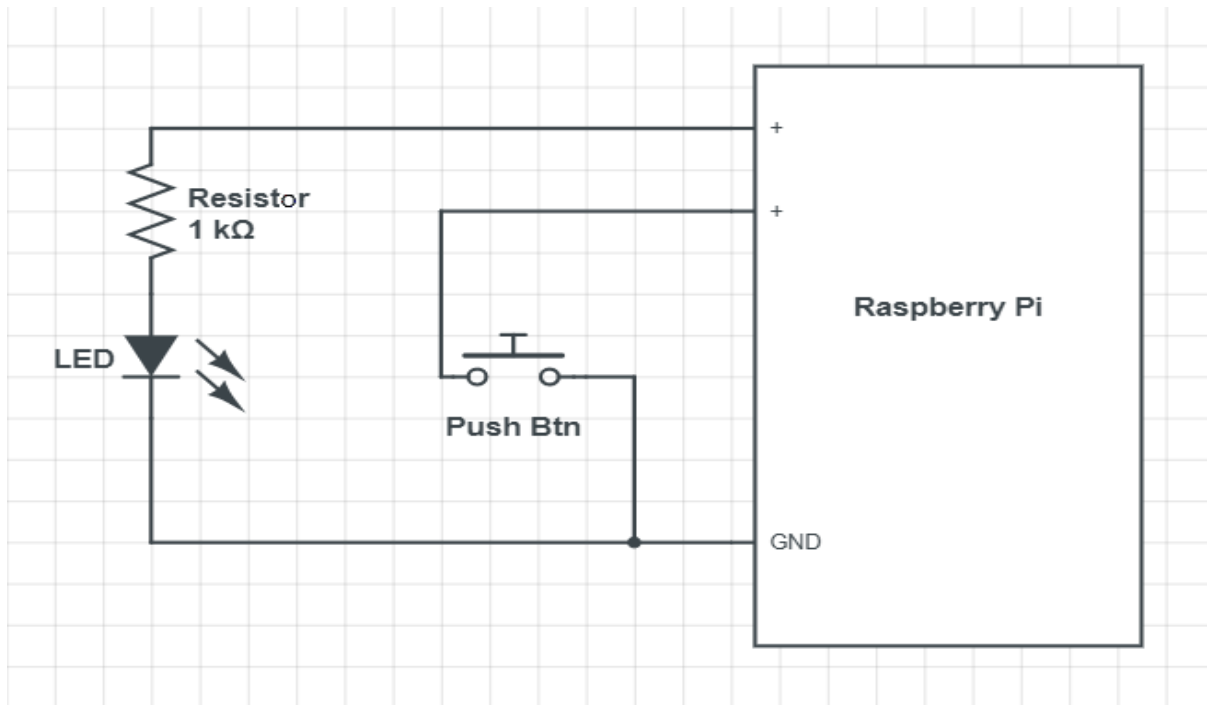 +
Resistor
1 kΩ
+
Raspberry Pi
LED
Push Btn
GND